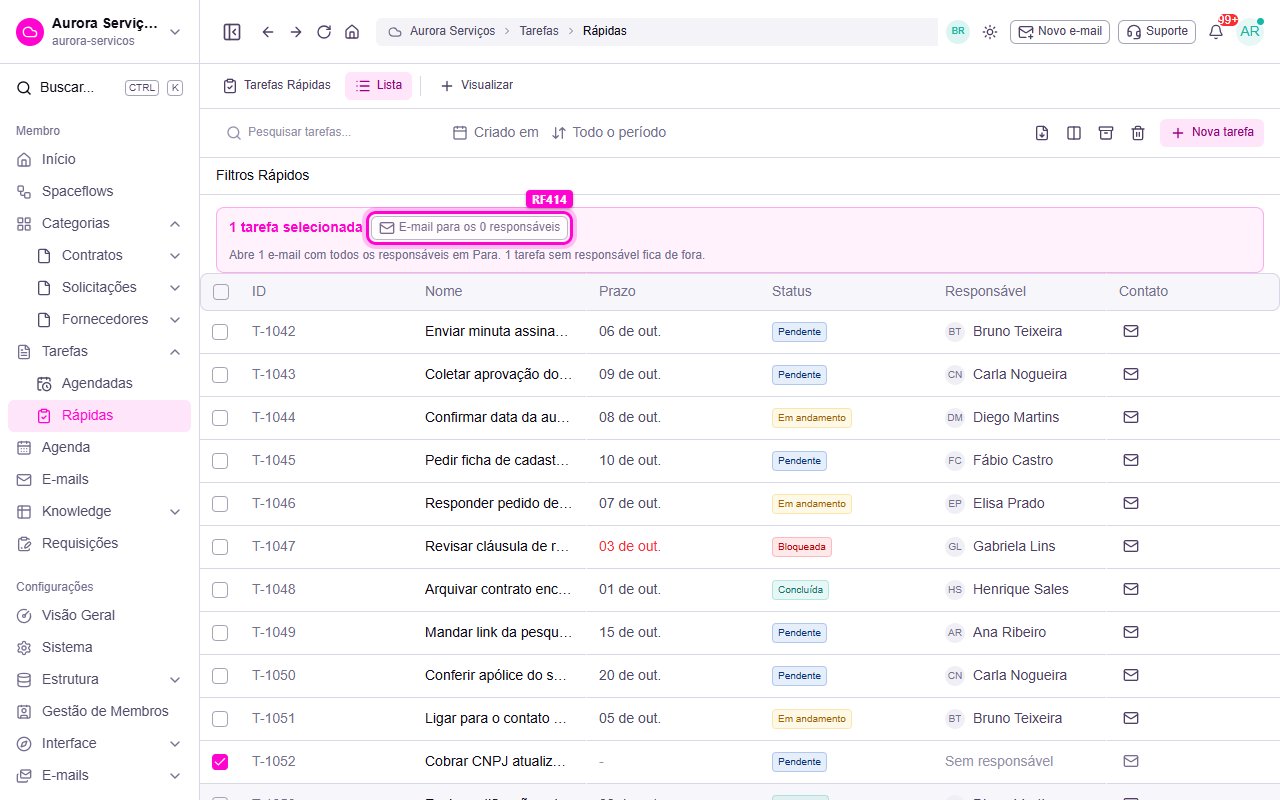 Aurora Serviç...
aurora-servicos
Aurora Serviços > Tarefas > Rápidas
BR
Novo e-mail
Suporte
99+
AR
Buscar... CTRL K
Tarefas Rápidas
Lista
Visualizar
Membro
Início
Spaceflows
Categorias
Contratos
Solicitações
Fornecedores
Tarefas
Agendadas
Rápidas
Agenda
E-mails
Knowledge
Requisições
Configurações
Visão Geral
Sistema
Estrutura
Gestão de Membros
Interface
E-mails
Pesquisar tarefas...
Criado em
Todo o período
Nova tarefa
Filtros Rápidos
RF414
1 tarefa selecionada
E-mail para os 0 responsáveis
Abre 1 e-mail com todos os responsáveis em Para. 1 tarefa sem responsável fica de fora.
ID Nome Prazo Status Responsável Contato
T-1042 Enviar minuta assina... 06 de out. Pendente BT Bruno Teixeira
T-1043 Coletar aprovação do... 09 de out. Pendente CN Carla Nogueira
T-1044 Confirmar data da au... 08 de out. Em andamento DM Diego Martins
T-1045 Pedir ficha de cadast... 10 de out. Pendente FC Fábio Castro
T-1046 Responder pedido de... 07 de out. Em andamento EP Elisa Prado
T-1047 Revisar cláusula de r... 03 de out. Bloqueada GL Gabriela Lins
T-1048 Arquivar contrato enc... 01 de out. Concluída HS Henrique Sales
T-1049 Mandar link da pesqu... 15 de out. Pendente AR Ana Ribeiro
T-1050 Conferir apólice do s... 20 de out. Pendente CN Carla Nogueira
T-1051 Ligar para o contato ... 05 de out. Em andamento BT Bruno Teixeira
T-1052 Cobrar CNPJ atualiz... - Pendente Sem responsável